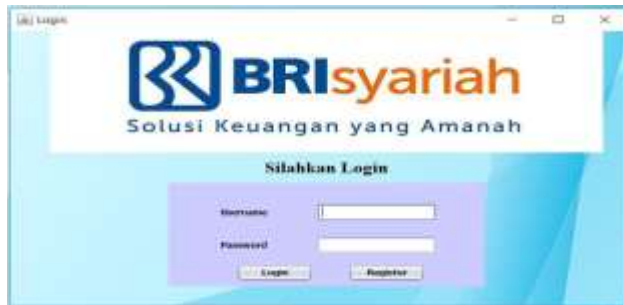 Login
BRIsyariah
Solusi Keuangan yang Amanah
Silahkan Login
Username
Password
Login Register